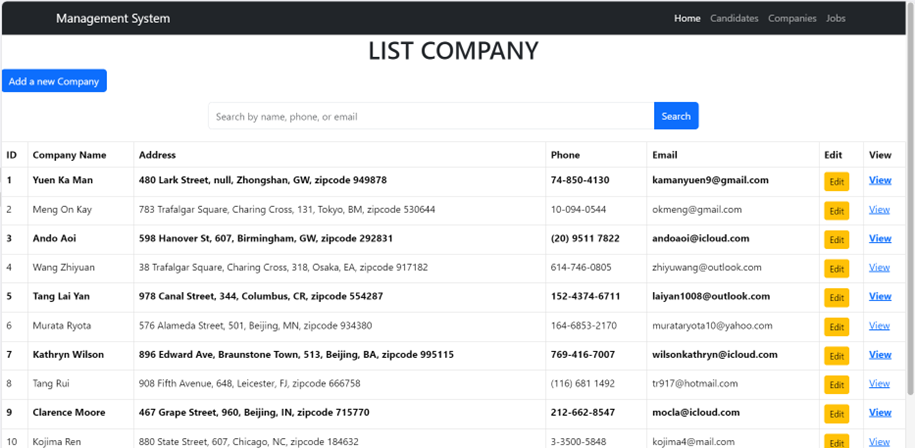 Management System Home Candidates Companies Jobs
LIST COMPANY
Add a new Company
Search by name, phone, or email Search
ID Company Name Address Phone Email Edit View
1 Yuen Ka Man 480 Lark Street, null, Zhongshan, GW, zipcode 949878 74-850-4130 kamanyuen9@gmail.com Edit View
2 Meng On Kay 783 Trafalgar Square, Charing Cross, 131, Tokyo, BM, zipcode 530644 10-094-0544 okmeng@gmail.com Edit View
3 Ando Aoi 598 Hanover St, 607, Birmingham, GW, zipcode 292831 (20) 9511 7822 andoaoi@icloud.com Edit View
4 Wang Zhiyuan 38 Trafalgar Square, Charing Cross, 318, Osaka, EA, zipcode 917182 614-746-0805 zhiyuwang@outlook.com Edit View
5 Tang Lai Yan 978 Canal Street, 344, Columbus, CR, zipcode 554287 152-4374-6711 laiyan1008@outlook.com Edit View
6 Murata Ryota 576 Alameda Street, 501, Beijing, MN, zipcode 934380 164-6853-2170 murataryota10@yahoo.com Edit View
7 Kathryn Wilson 896 Edward Ave, Braunstone Town, 513, Beijing, BA, zipcode 995115 769-416-7007 wilsonkathryn@icloud.com Edit View
8 Tang Rui 908 Fifth Avenue, 648, Leicester, FJ, zipcode 666758 (116) 681 1492 tr917@hotmail.com Edit View
9 Clarence Moore 467 Grape Street, 960, Beijing, IN, zipcode 715770 212-662-8547 mocla@icloud.com Edit View
10 Kojima Ren 880 State Street, 607, Chicago, NC, zipcode 184632 3-3500-5848 kojima4@mail.com Edit View